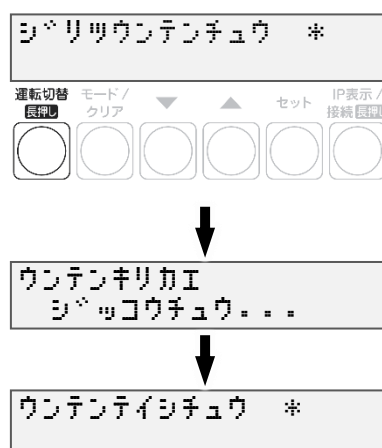 ジリツウンテンチュウ *
運転切替 モード/ ▼ ▲ セット IP表示/
長押し クリア 接続 長押し
ウンテンキリカエ
ジッコウチュウ...
ウンテンテイシチュウ *